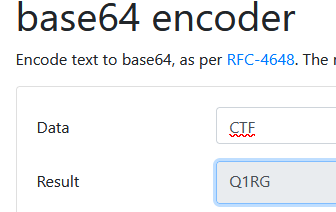 base64 encoder
Encode text to base64, as per RFC-4648. The
Data
CTF
Result
Q1RG